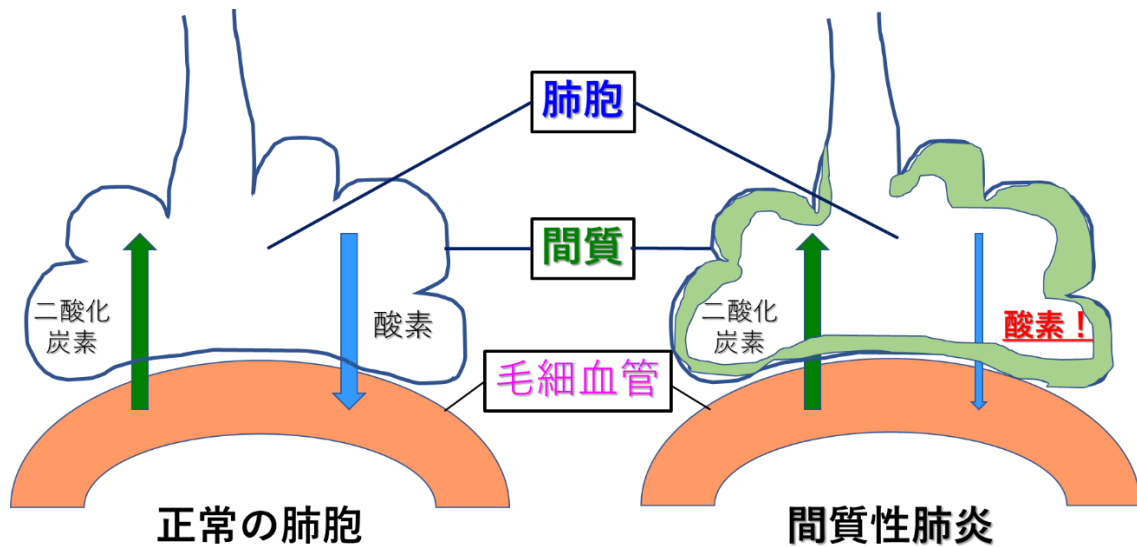 肺胞
間質
二酸化
炭素
酸素
二酸化
炭素
酸素！
毛細血管
正常の肺胞
間質性肺炎